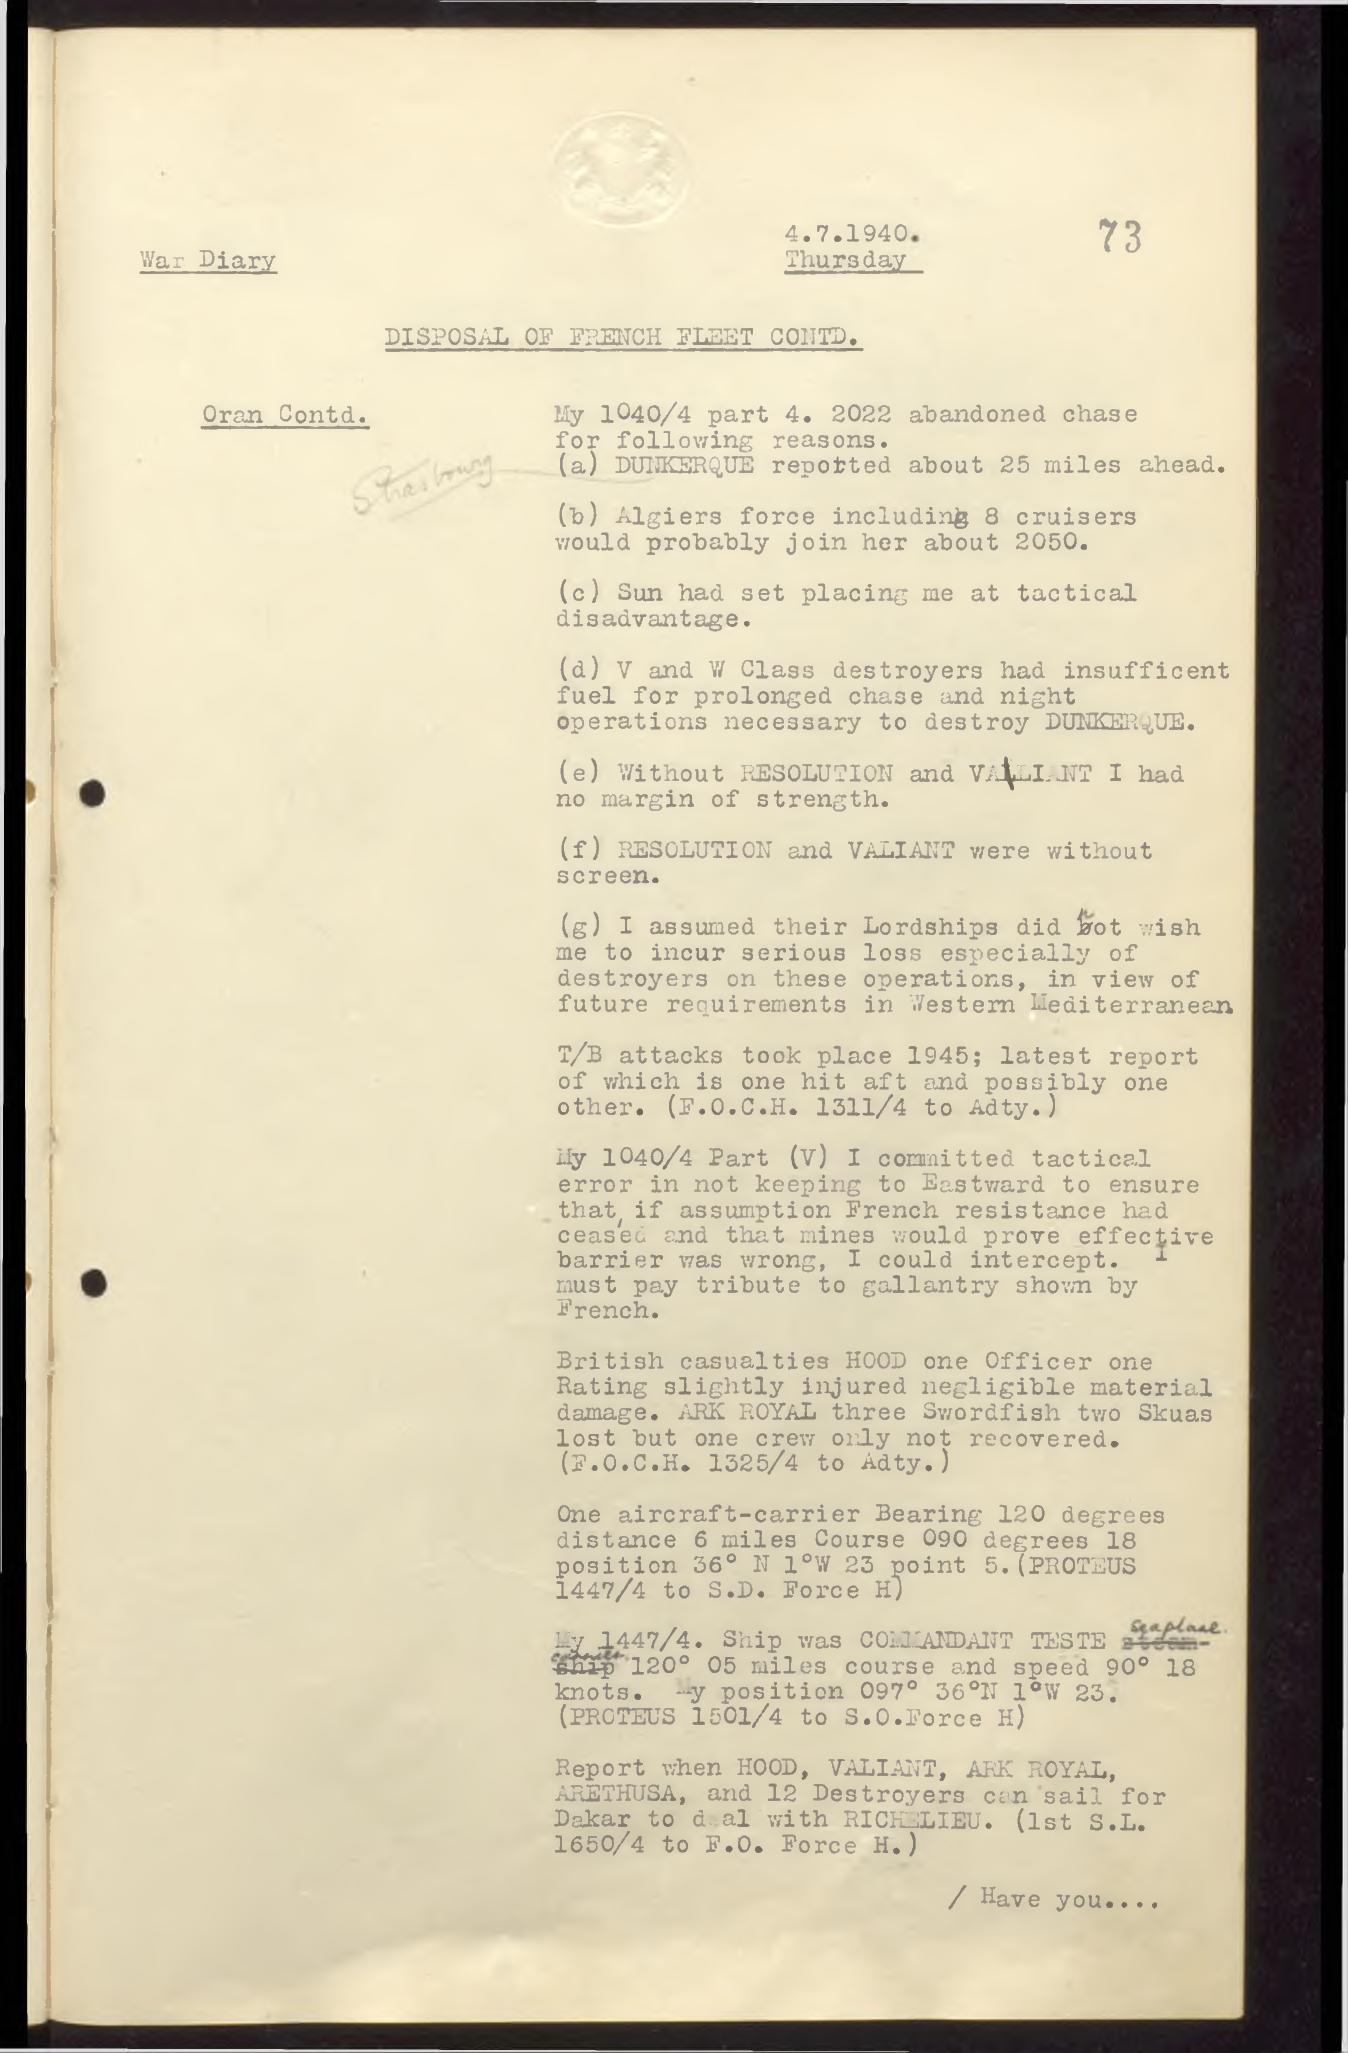 4.7.1940.
73
War Diary
Thursday
DISPOSAL OF FRENCH FLEET CONTD.
Oran Contd.
My 1040/4 part 4. 2022 abandoned chase
for following reasons.
Strasbourg
(a) DUNKERQUE reported about 25 miles ahead.
(b) Algiers force including 8 cruisers
would probably join her about 2050.
(c) Sun had set placing me at tactical
disadvantage.
(d) V and W Class destroyers had insufficent
fuel for prolonged chase and night
operations necessary to destroy DUNKERQUE.
(e) Without RESOLUTION and VALLIANT I had
no margin of strength.
(f) RESOLUTION and VALIANT were without
screen.
(g) I assumed their Lordships did not wish
me to incur serious loss especially of
destroyers on these operations, in view of
future requirements in Western Mediterranean
T/B attacks took place 1945; latest report
of which is one hit aft and possibly one
other. (F.O.C.H. 1311/4 to Adty.)
My 1040/4 Part (V) I committed tactical
error in not keeping to Eastward to ensure
that, if assumption French resistance had
ceased and that mines would prove effective
barrier was wrong, I could intercept. I
must pay tribute to gallantry shown by
French.
British casualties HOOD one Officer one
Rating slightly injured negligible material
damage. ARK ROYAL three Swordfish two Skuas
lost but one crew only not recovered.
(F.O.C.H. 1325/4 to Adty.)
One aircraft-carrier Bearing 120 degrees
distance 6 miles Course 090 degrees 18
position 36° N 1°W 23 point 5.(PROTEUS
1447/4 to S.D. Force H)
My 1447/4. Ship was COMMANDANT TESTE steam- seaplane.
ship carrier 120° 05 miles course and speed 90° 18
knots. My position 097° 36°N 1°W 23.
(PROTEUS 1501/4 to S.O.Force H)
Report when HOOD, VALIANT, ARK ROYAL,
ARETHUSA, and 12 Destroyers can sail for
Dakar to deal with RICHELIEU. (1st S.L.
1650/4 to F.O. Force H.)
/ Have you....